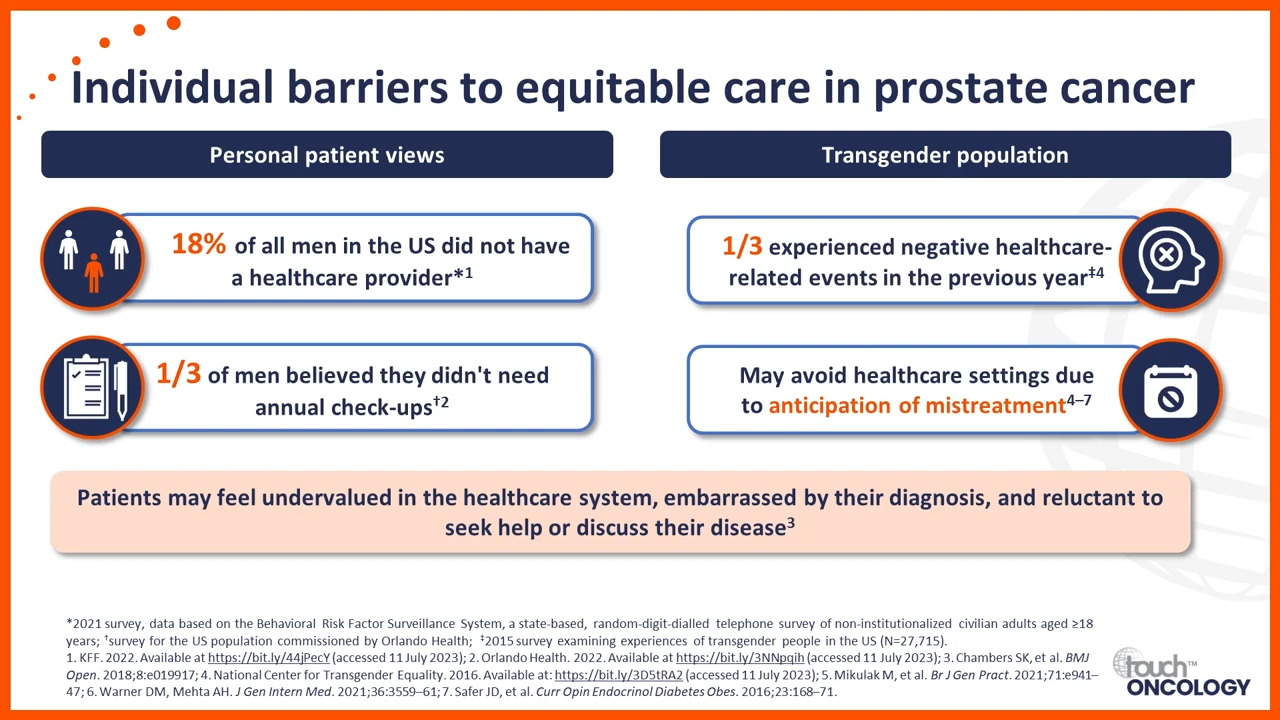 Individual barriers to equitable care in prostate cancer
Personal patient views
18% of all men in the US did not have
a healthcare provider*1
1/3 of men believed they didn't need
annual check-ups†2
Transgender population
1/3 experienced negative healthcare-
related events in the previous year‡4
May avoid healthcare settings due
to anticipation of mistreatment4–7
Patients may feel undervalued in the healthcare system, embarrassed by their diagnosis, and reluctant to
seek help or discuss their disease3
*2021 survey, data based on the Behavioral Risk Factor Surveillance System, a state-based, random-digit-dialled telephone survey of non-institutionalized civilian adults aged ≥18
years; †survey for the US population commissioned by Orlando Health; ‡2015 survey examining experiences of transgender people in the US (N=27,715).
1. KFF. 2022. Available at https://bit.ly/44jPecY (accessed 11 July 2023); 2. Orlando Health. 2022. Available at https://bit.ly/3NNpqih (accessed 11 July 2023); 3. Chambers SK, et al. BMJ
Open. 2018;8:e019917; 4. National Center for Transgender Equality. 2016. Available at: https://bit.ly/3D5tRA2 (accessed 11 July 2023); 5. Mikulak M, et al. Br J Gen Pract. 2021;71:e941–
47; 6. Warner DM, Mehta AH. J Gen Intern Med. 2021;36:3559–61; 7. Safer JD, et al. Curr Opin Endocrinol Diabetes Obes. 2016;23:168–71.
touch™
ONCOLOGY